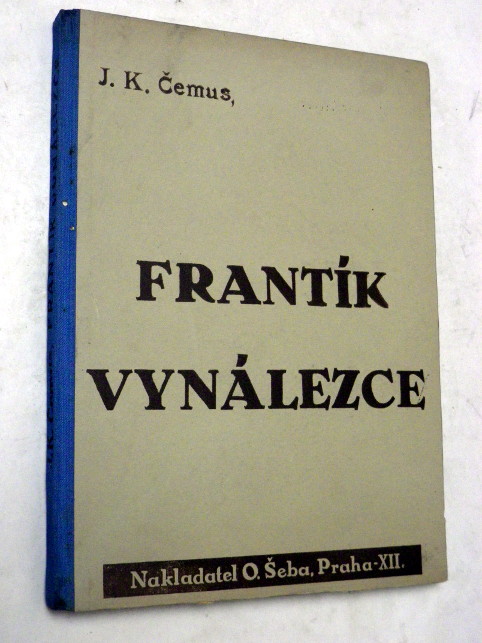 J. K. Čemus,
FRANTÍK
VYNÁLEZCE
Nakladatel O. Šeba, Praha-XII.